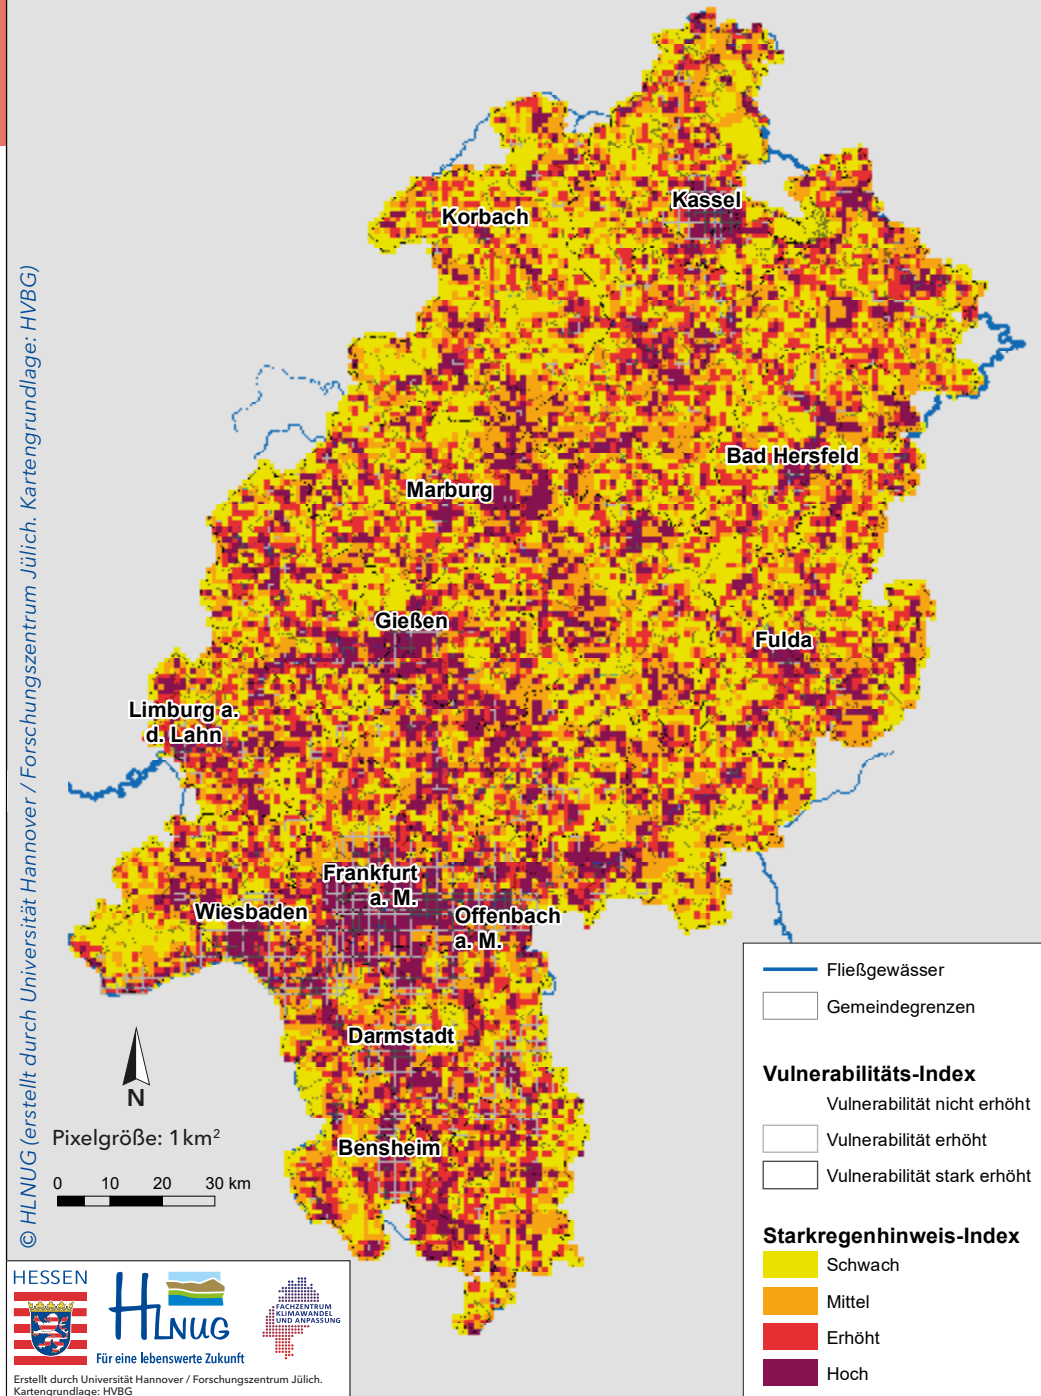 Kassel
Korbach
Bad Hersfeld
Marburg
Gießen
Fulda
Limburg a.
d. Lahn
Frankfurt
a. M.
Wiesbaden
Offenbach
a. M.
Darmstadt
Bensheim
© HLNUG (erstellt durch Universität Hannover / Forschungszentrum Jülich. Kartengrundlage: HVBG)
N
Pixelgröße: 1 km²
0 10 20 30 km
Fließgewässer
Gemeindegrenzen
Vulnerabilitäts-Index
Vulnerabilität nicht erhöht
Vulnerabilität erhöht
Vulnerabilität stark erhöht
Starkregenhinweis-Index
Schwach
Mittel
Erhöht
Hoch
HESSEN
HLNUG
Für eine lebenswerte Zukunft
FACHZENTRUM
KLIMAWANDEL
UND ANPASSUNG
Erstellt durch Universität Hannover / Forschungszentrum Jülich.
Kartengrundlage: HVBG